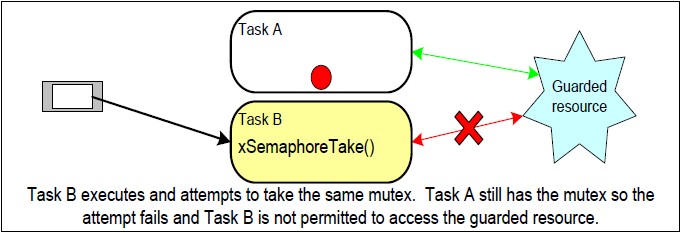 Task A
Guarded
resource
Task B
xSemaphoreTake()
Task B executes and attempts to take the same mutex.  Task A still has the mutex so the
attempt fails and Task B is not permitted to access the guarded resource.